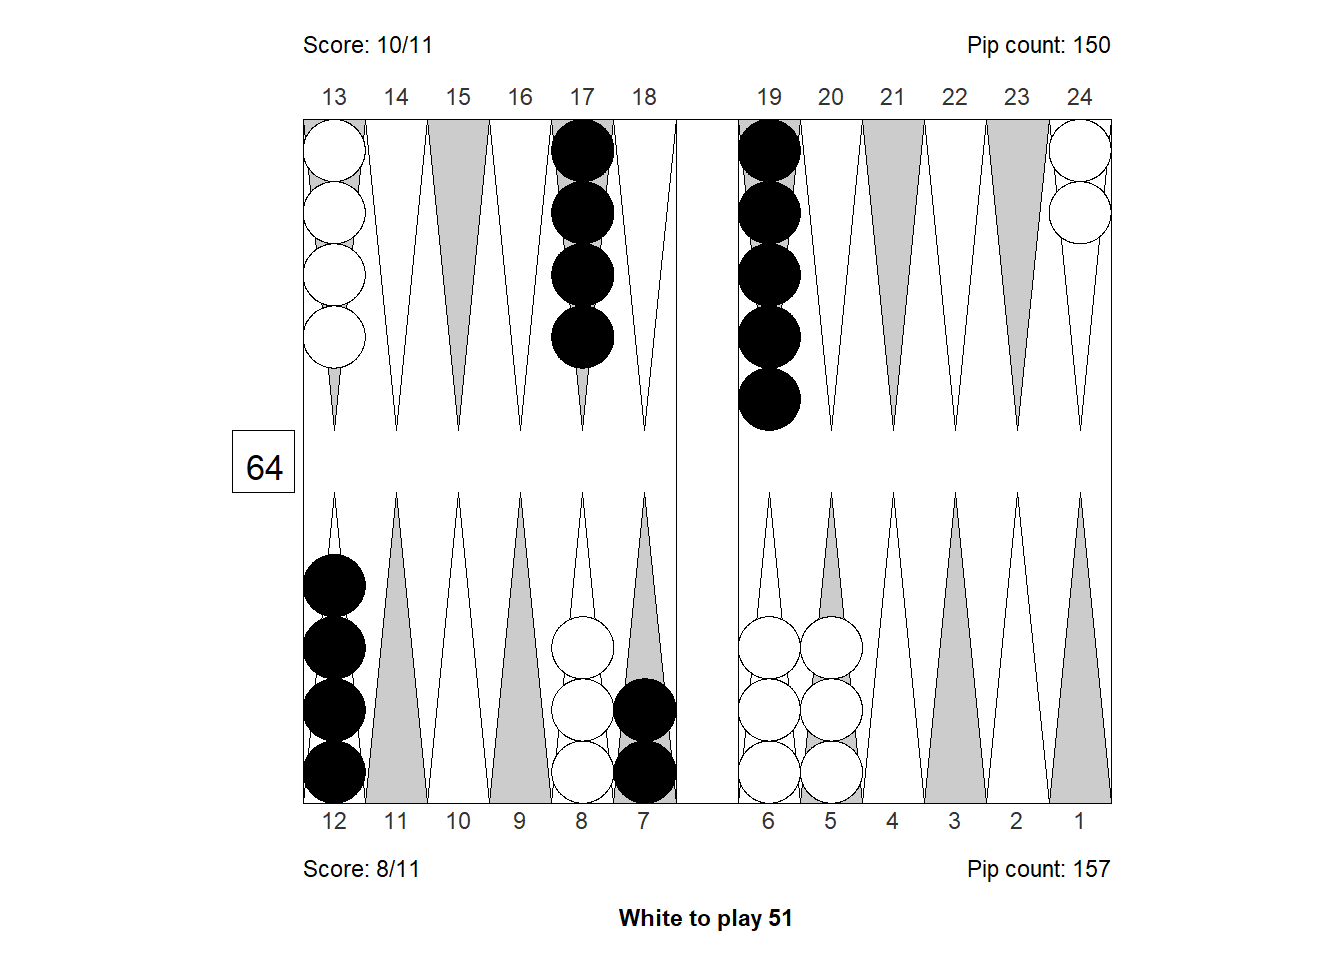 Score: 10/11 Pip count: 150
13 14 15 16 17 18 19 20 21 22 23 24
64
12 11 10 9 8 7 6 5 4 3 2 1
Score: 8/11 Pip count: 157
White to play 51